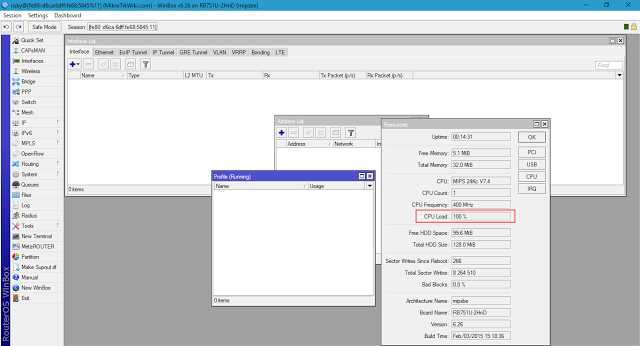 WinBox v6.26 on RB751U-2HnD (mipsbe)
Session Settings Dashboard
Safe Mode Session:
Quick Set
CAPsMAN
Interfaces
Wireless
Bridge
PPP
Switch
Mesh
IP
IPv6
MPLS
OpenFlow
Routing
System
Queues
Files
Log
Radius
Tools
New Terminal
MetaROUTER
Partition
Make Supout.rif
Manual
New WinBox
Exit
RouterOS WinBox
Interface List
Interface Ethernet EoIP Tunnel IP Tunnel GRE Tunnel VLAN VRRP Bonding LTE
Find
Name Type L2 MTU Tx Rx Tx Packet (p/s) Rx Packet (p/s)
0 items
Address List
Address Network
Profile (Running)
Name Usage
0 items
Resources
Uptime: 00:14:31
Free Memory: 5.1 MiB
Total Memory: 32.0 MiB
CPU: MIPS 24Kc V7.4
CPU Count: 1
CPU Frequency: 400 MHz
CPU Load: 100 %
Free HDD Space: 99.6 MiB
Total HDD Size: 128.0 MiB
Sector Writes Since Reboot: 266
Total Sector Writes: 8 264 510
Bad Blocks: 0.0 %
Architecture Name: mipsbe
Board Name: RB751U-2HnD
Version: 6.26
Build Time: Feb/03/2015 15:10:36
OK
PCI
USB
CPU
IRQ